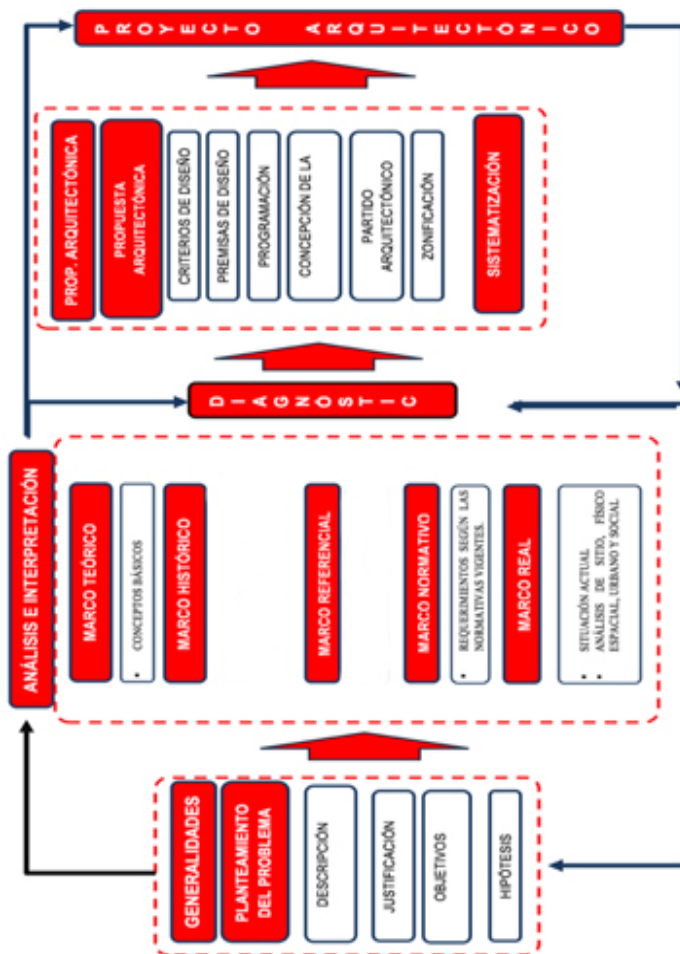 GENERALIDADES
PLANTEAMIENTO
DEL PROBLEMA
DESCRIPCIÓN
JUSTIFICACIÓN
OBJETIVOS
HIPÓTESIS
ANÁLISIS E INTERPRETACIÓN
MARCO TEÓRICO
• CONCEPTOS BÁSICOS
MARCO HISTÓRICO
MARCO REFERENCIAL
MARCO NORMATIVO
• REQUERIMIENTOS SEGÚN LAS
NORMATIVAS VIGENTES.
MARCO REAL
• SITUACIÓN ACTUAL
• ANÁLISIS DE SITIO, FÍSICO
ESPACIAL, URBANO Y SOCIAL
DIAGNÓSTIC
PROP. ARQUITECTÓNICA
PROPUESTA
ARQUITECTÓNICA
CRITERIOS DE DISEÑO
PREMISAS DE DISEÑO
PROGRAMACIÓN
CONCEPCIÓN DE LA
PARTIDO
ARQUITECTÓNICO
ZONIFICACIÓN
SISTEMATIZACIÓN
PROYECTO ARQUITECTÓNICO